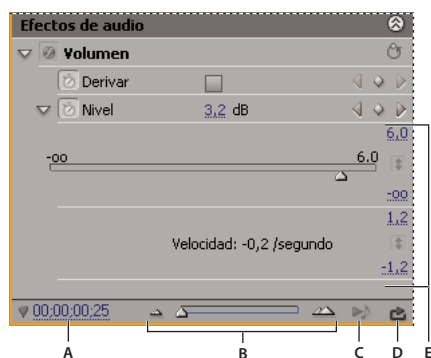 Efectos de audio
Volumen
Derivar
Nivel 3,2 dB
6,0
-oo 6.0
-oo
1,2
Velocidad: -0,2 /segundo
-1,2
00;00;00;25
A B C D E